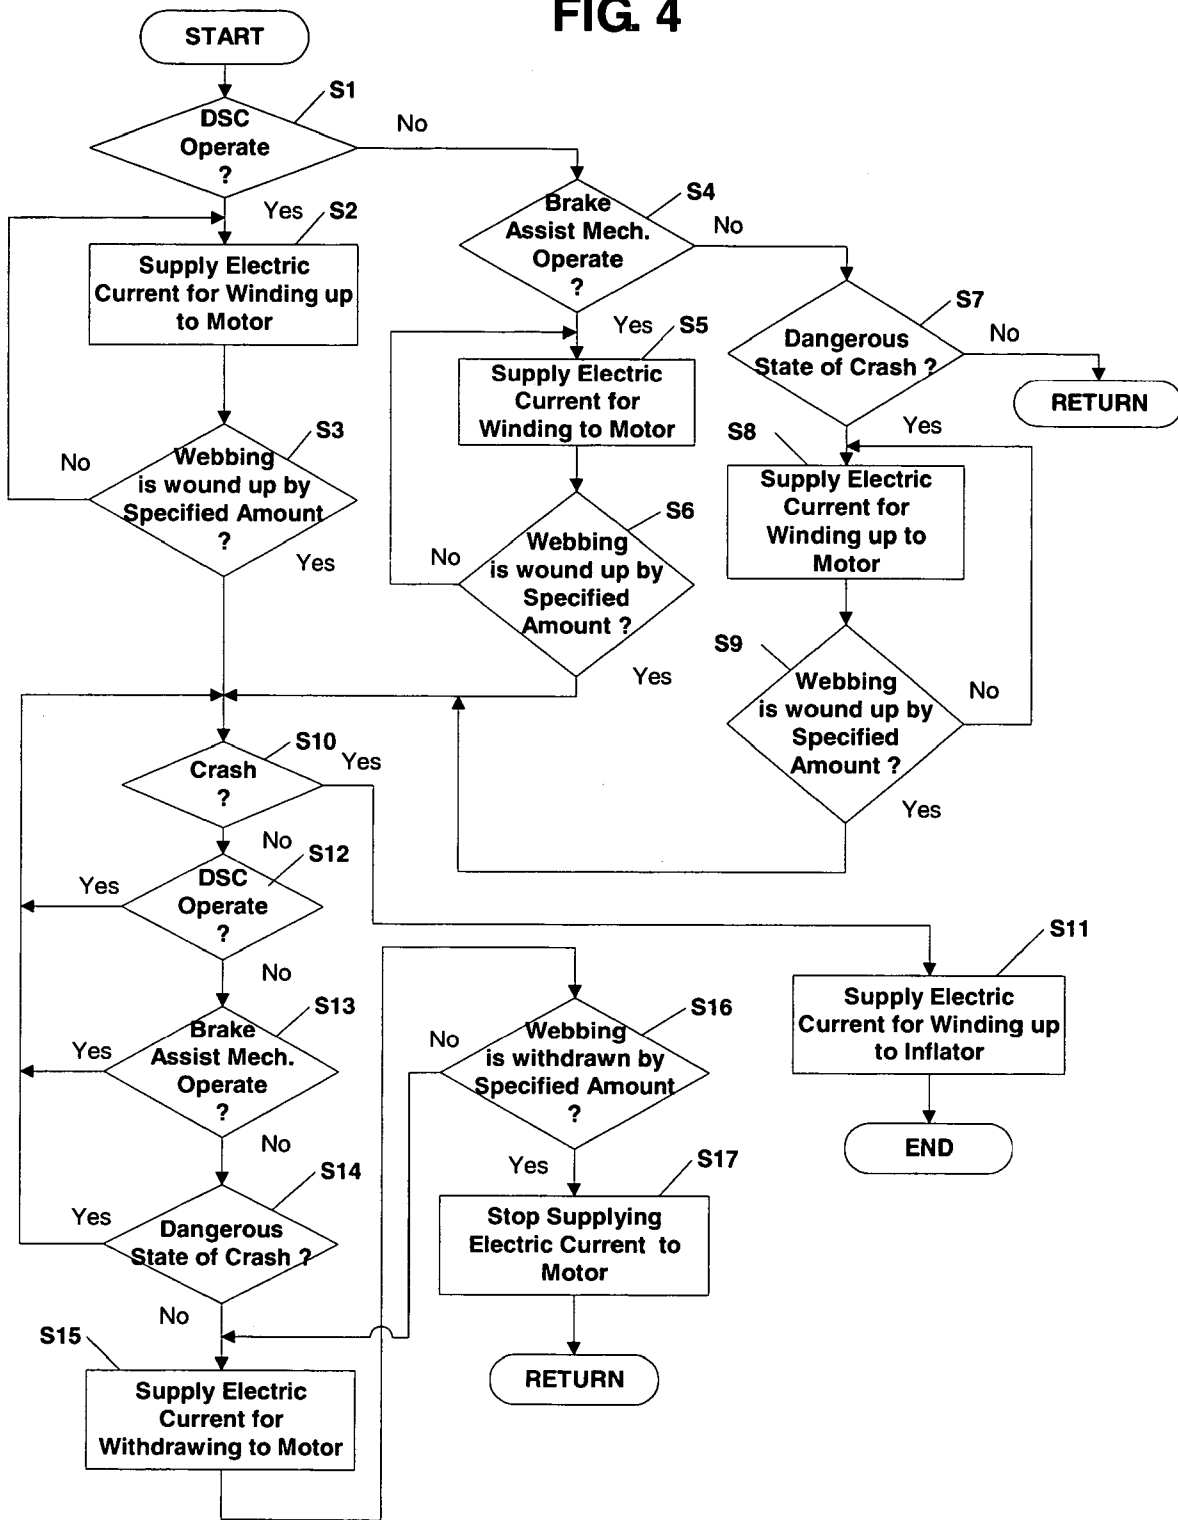 FIG. 4
START
S1
DSC
Operate
?
No
Yes
S2
Supply Electric
Current for Winding up
to Motor
S3
Webbing
is wound up by
Specified Amount
?
No
Yes
S4
Brake
Assist Mech.
Operate
?
No
Yes
S5
Supply Electric
Current for
Winding to Motor
S6
Webbing
is wound up by
Specified
Amount ?
No
Yes
S7
Dangerous
State of Crash ?
No
RETURN
Yes
S8
Supply Electric
Current for
Winding up to
Motor
S9
Webbing
is wound up by
Specified
Amount ?
No
Yes
S10
Crash
?
Yes
No
S11
Supply Electric
Current for Winding up
to Inflator
END
S12
DSC
Operate
?
Yes
No
S13
Brake
Assist Mech.
Operate
?
Yes
No
S14
Dangerous
State of Crash ?
Yes
No
S15
Supply Electric
Current for
Withdrawing to Motor
S16
Webbing
is withdrawn by
Specified Amount
?
No
Yes
S17
Stop Supplying
Electric Current to
Motor
RETURN